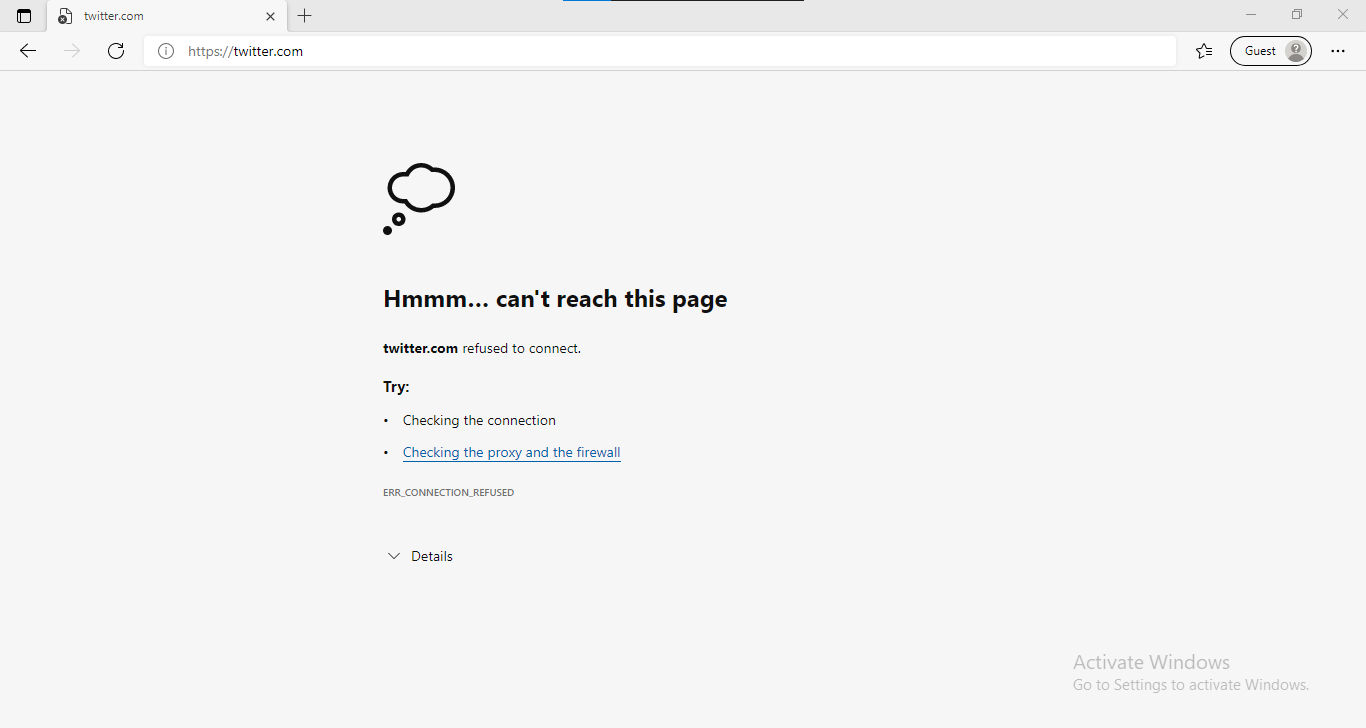 twitter.com
https://twitter.com
Guest
Hmmm... can't reach this page
twitter.com refused to connect.
Try:
• Checking the connection
• Checking the proxy and the firewall
ERR_CONNECTION_REFUSED
Details
Activate Windows
Go to Settings to activate Windows.